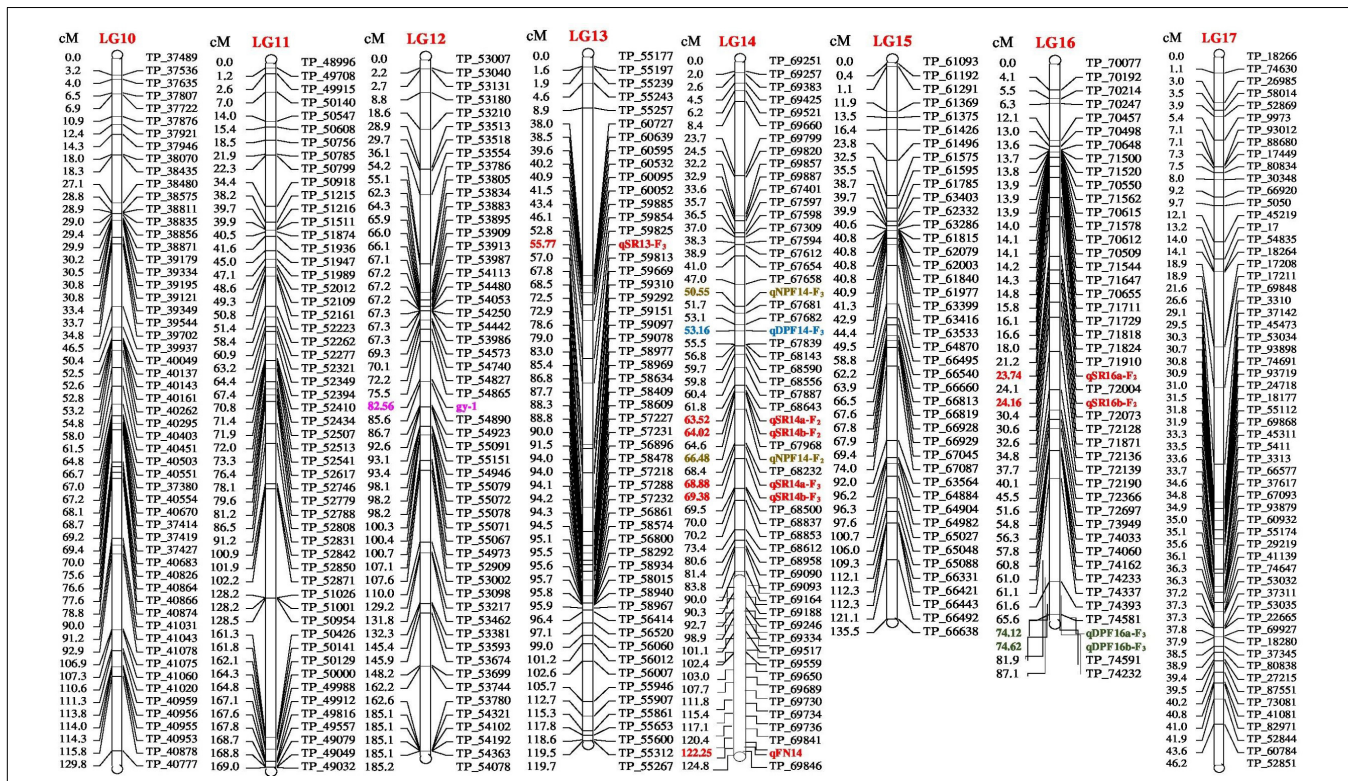 cM LG10
0.0
3.2
4.0
6.5
6.9
10.9
12.4
14.3
18.0
18.3
27.1
28.8
28.9
29.0
29.4
29.9
30.2
30.5
30.8
30.8
33.4
33.7
46.5
50.4
52.5
52.6
53.2
54.8
58.0
61.5
64.8
66.7
67.0
67.2
68.1
68.7
69.2
69.4
70.0
75.6
77.6
78.8
90.0
91.2
92.9
106.9
107.3
110.6
111.3
113.8
114.0
114.3
115.8
129.8
TP_37489
TP_37536
TP_37635
TP_37807
TP_37722
TP_37876
TP_37921
TP_37946
TP_38070
TP_38435
TP_38480
TP_38575
TP_38811
TP_38835
TP_38856
TP_38871
TP_39179
TP_39334
TP_39195
TP_39121
TP_39349
TP_39544
TP_39702
TP_39937
TP_40049
TP_40137
TP_40143
TP_40161
TP_40262
TP_40295
TP_40403
TP_40451
TP_40503
TP_40551
TP_37380
TP_40554
TP_40670
TP_37414
TP_37419
TP_37427
TP_40683
TP_40826
TP_40864
TP_40866
TP_40874
TP_41031
TP_41043
TP_41078
TP_41075
TP_41060
TP_41020
TP_40959
TP_40956
TP_40955
TP_40953
TP_40878
TP_40777
cM LG11
0.0 TP_48996
1.2 TP_49708
2.6 TP_49915
7.0 TP_50140
14.0 TP_50547
15.4 TP_50608
18.5 TP_50756
21.9 TP_50785
22.3 TP_50799
34.4 TP_50918
38.2 TP_51215
39.7 TP_51216
39.9 TP_51511
40.5 TP_51874
41.6 TP_51936
45.0 TP_51947
47.1 TP_51989
48.6 TP_52012
49.3 TP_52109
50.8 TP_52161
51.4 TP_52223
58.4 TP_52262
60.9 TP_52277
63.2 TP_52321
64.4 TP_52349
67.4 TP_52394
70.8 TP_52410
71.4 TP_52434
71.9 TP_52507
72.0 TP_52513
73.3 TP_52541
76.4 TP_52617
78.1 TP_52746
79.6 TP_52779
81.2 TP_52788
86.5 TP_52808
91.2 TP_52831
100.9 TP_52842
101.9 TP_52850
102.2 TP_52871
128.2 TP_51026
128.2 TP_51001
128.5 TP_50954
161.3 TP_50426
161.8 TP_50141
162.1 TP_50129
164.3 TP_50000
164.8 TP_49988
167.1 TP_49912
167.6 TP_49816
167.8 TP_49557
168.7 TP_49079
168.8 TP_49049
169.0 TP_49032
cM LG12
0.0 TP_53007
2.2 TP_53040
2.7 TP_53131
8.8 TP_53180
18.6 TP_53210
28.9 TP_53513
29.7 TP_53518
36.1 TP_53554
54.2 TP_53786
55.1 TP_53805
62.3 TP_53834
64.3 TP_53883
65.9 TP_53895
66.0 TP_53909
66.1 TP_53913
67.1 TP_53987
67.2 TP_54113
67.2 TP_54480
67.2 TP_54053
67.3 TP_54250
67.3 TP_54442
67.3 TP_53986
69.3 TP_54573
70.1 TP_54740
72.2 TP_54827
75.5 TP_54865
82.56 gy-1
85.6 TP_54890
86.7 TP_54923
92.6 TP_55091
93.1 TP_55151
93.4 TP_54946
98.1 TP_55079
98.2 TP_55078
100.3 TP_55071
100.4 TP_55067
100.7 TP_54973
107.1 TP_52909
107.6 TP_53002
110.0 TP_53098
129.2 TP_53217
131.8 TP_53462
132.3 TP_53381
145.4 TP_53593
145.9 TP_53674
148.2 TP_53699
162.2 TP_53744
162.6 TP_53780
185.1 TP_54321
185.1 TP_54102
185.1 TP_54192
185.1 TP_54363
185.2 TP_54078
cM LG13
0.0 TP_55177
1.6 TP_55197
1.9 TP_55239
4.6 TP_55243
8.9 TP_55257
38.0 TP_60727
38.5 TP_60639
39.6 TP_60595
40.2 TP_60532
40.9 TP_60095
41.5 TP_60052
43.4 TP_59885
46.1 TP_59854
52.8 TP_59825
55.77 qSR13-F₃
57.0 TP_59813
67.8 TP_59669
68.5 TP_59310
72.5 TP_59292
72.9 TP_59151
78.6 TP_59097
79.0 TP_59078
83.0 TP_58977
85.4 TP_58969
86.8 TP_58634
87.7 TP_58409
88.3 TP_58609
88.8 TP_57227
90.0 TP_57231
91.5 TP_56896
94.0 TP_58478
94.0 TP_57218
94.1 TP_57288
94.2 TP_57232
94.3 TP_56861
94.5 TP_58574
94.5 TP_56800
95.5 TP_58292
95.6 TP_58934
95.7 TP_58015
95.8 TP_58940
95.9 TP_58967
96.4 TP_56414
97.1 TP_56520
99.0 TP_56060
101.2 TP_56012
102.6 TP_56007
105.7 TP_55946
112.7 TP_55907
115.3 TP_55861
117.8 TP_55653
118.6 TP_55600
119.5 TP_55312
119.7 TP_55267
cM LG14
0.0 TP_69251
2.0 TP_69257
2.6 TP_69383
4.5 TP_69425
6.2 TP_69521
8.4 TP_69660
23.7 TP_69799
24.5 TP_69820
32.2 TP_69857
32.9 TP_69887
33.6 TP_67401
35.7 TP_67597
36.5 TP_67598
37.0 TP_67309
38.3 TP_67594
38.9 TP_67612
41.0 TP_67654
47.0 TP_67658
50.55 qNPF14-F₃
51.7 TP_67681
53.1 TP_67682
53.16 qDPF14-F₃
55.5 TP_67839
56.8 TP_68143
59.7 TP_68590
59.8 TP_68556
60.4 TP_67887
61.8 TP_68643
63.52 qSR14a-F₂
64.02 qSR14b-F₂
64.6 TP_67968
66.48 qNPF14-F₂
68.4 TP_68232
68.88 qSR14a-F₃
69.38 qSR14b-F₃
69.5 TP_68500
70.0 TP_68837
70.2 TP_68853
73.4 TP_68612
80.6 TP_68958
81.4 TP_69090
83.8 TP_69093
90.0 TP_69164
90.3 TP_69188
92.7 TP_69246
98.9 TP_69334
101.1 TP_69517
102.4 TP_69559
103.0 TP_69650
107.7 TP_69689
111.8 TP_69730
115.4 TP_69734
117.1 TP_69736
120.4 TP_69841
122.25 qFN14
124.8 TP_69846
cM LG15
0.0 TP_61093
0.4 TP_61192
1.1 TP_61291
11.9 TP_61369
13.5 TP_61375
16.4 TP_61426
23.8 TP_61496
32.5 TP_61575
35.5 TP_61595
38.7 TP_61785
39.7 TP_63403
39.9 TP_62332
40.6 TP_63286
40.6 TP_61815
40.8 TP_62079
40.8 TP_62003
40.8 TP_61840
40.9 TP_61977
41.3 TP_63399
42.9 TP_63416
44.4 TP_63533
49.5 TP_64870
58.8 TP_66495
62.2 TP_66540
63.9 TP_66660
66.5 TP_66813
67.6 TP_66819
67.8 TP_66928
67.9 TP_66929
69.4 TP_67045
74.0 TP_67087
92.0 TP_63564
96.2 TP_64884
96.3 TP_64904
97.6 TP_64982
100.7 TP_65027
106.0 TP_65048
109.3 TP_65088
112.1 TP_66331
112.3 TP_66421
112.3 TP_66443
121.1 TP_66492
135.5 TP_66638
cM LG16
0.0 TP_70077
4.1 TP_70192
5.5 TP_70214
6.3 TP_70247
12.1 TP_70457
13.0 TP_70498
13.6 TP_70648
13.7 TP_71500
13.8 TP_71520
13.9 TP_70550
13.9 TP_71562
13.9 TP_70615
14.1 TP_71578
14.1 TP_70612
14.1 TP_70509
14.2 TP_71544
14.7 TP_71647
14.8 TP_70655
15.8 TP_71711
16.1 TP_71729
16.6 TP_71818
18.0 TP_71824
21.2 TP_71910
23.74 qSR16a-F₂
24.1 TP_72004
24.16 qSR16b-F₂
30.4 TP_72073
30.6 TP_72128
32.6 TP_71871
34.8 TP_72136
37.7 TP_72139
40.1 TP_72190
45.5 TP_72366
51.6 TP_72697
54.8 TP_73949
56.3 TP_74033
57.8 TP_74060
60.8 TP_74162
61.0 TP_74233
61.1 TP_74337
61.6 TP_74393
65.6 TP_74581
74.12 qDPF16a-F₃
74.62 qDPF16b-F₃
81.9 TP_74591
87.1 TP_74232
cM LG17
0.0 TP_18266
1.1 TP_74630
3.0 TP_26985
3.5 TP_58014
3.9 TP_52869
5.4 TP_9973
7.1 TP_93012
7.1 TP_88680
7.3 TP_17449
7.5 TP_80834
8.0 TP_30348
9.2 TP_66920
9.7 TP_5050
12.1 TP_45219
13.2 TP_17
14.0 TP_54835
14.1 TP_18264
18.9 TP_17208
18.9 TP_17211
21.6 TP_69848
26.6 TP_3310
29.1 TP_37142
29.5 TP_45473
30.3 TP_53034
30.7 TP_93898
30.8 TP_74691
30.9 TP_93719
31.0 TP_24718
31.5 TP_18177
31.8 TP_55112
31.9 TP_69868
33.3 TP_45311
33.6 TP_5411
33.6 TP_3313
33.7 TP_66577
34.6 TP_37617
34.8 TP_67093
34.9 TP_93879
35.0 TP_60932
35.1 TP_55174
35.6 TP_29219
36.1 TP_41139
36.3 TP_74647
36.3 TP_53032
37.2 TP_37311
37.3 TP_53035
37.3 TP_22665
37.8 TP_69927
37.9 TP_18280
38.5 TP_37345
38.9 TP_80838
39.4 TP_27215
39.5 TP_87551
40.2 TP_73081
40.8 TP_41081
41.0 TP_82971
41.9 TP_52844
43.6 TP_60784
46.2 TP_52851